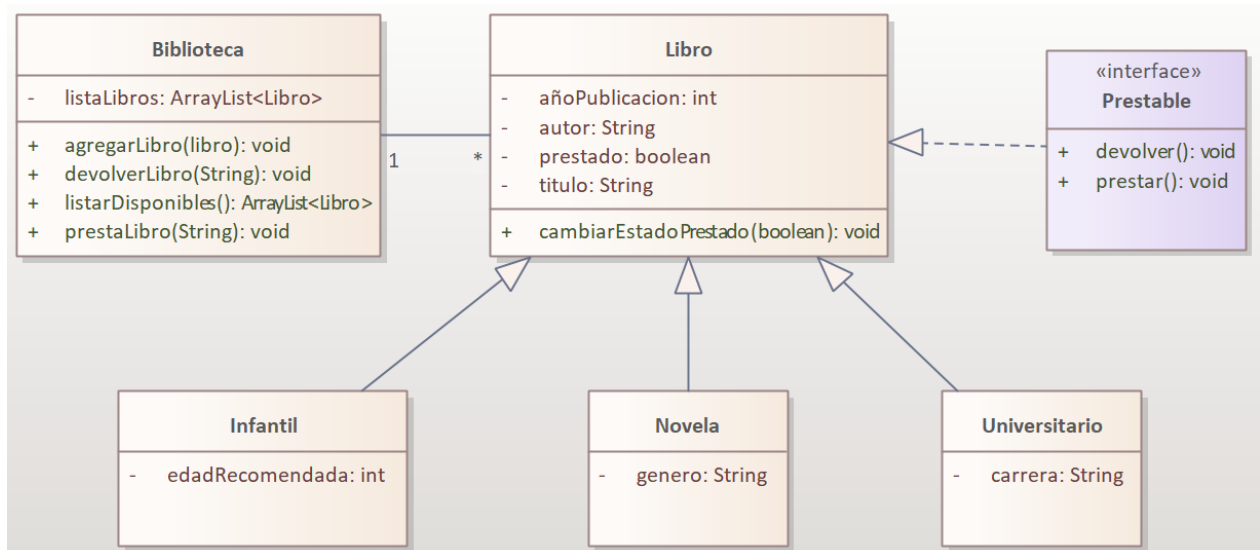 Biblioteca
- listaLibros: ArrayList<Libro>
+ agregarLibro(libro): void
+ devolverLibro(String): void
+ listarDisponibles(): ArrayList<Libro>
+ prestaLibro(String): void
1
*
Libro
- añoPublicacion: int
- autor: String
- prestado: boolean
- titulo: String
+ cambiarEstadoPrestado(boolean): void
«interface»
Prestable
+ devolver(): void
+ prestar(): void
Infantil
- edadRecomendada: int
Novela
- genero: String
Universitario
- carrera: String